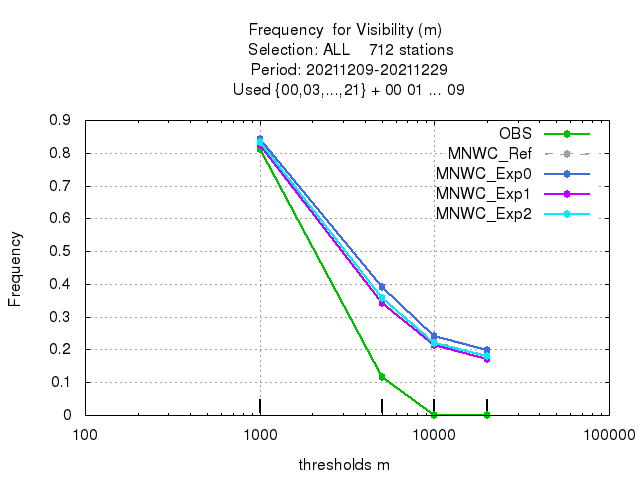 Frequency for Visibility (m)
Selection: ALL 712 stations
Period: 20211209-20211229
Used {00,03,...,21} + 00 01 ... 09
OBS
MNWC_Ref
MNWC_Exp0
MNWC_Exp1
MNWC_Exp2
Frequency
0.9
0.8
0.7
0.6
0.5
0.4
0.3
0.2
0.1
0
100
1000
10000
100000
thresholds m